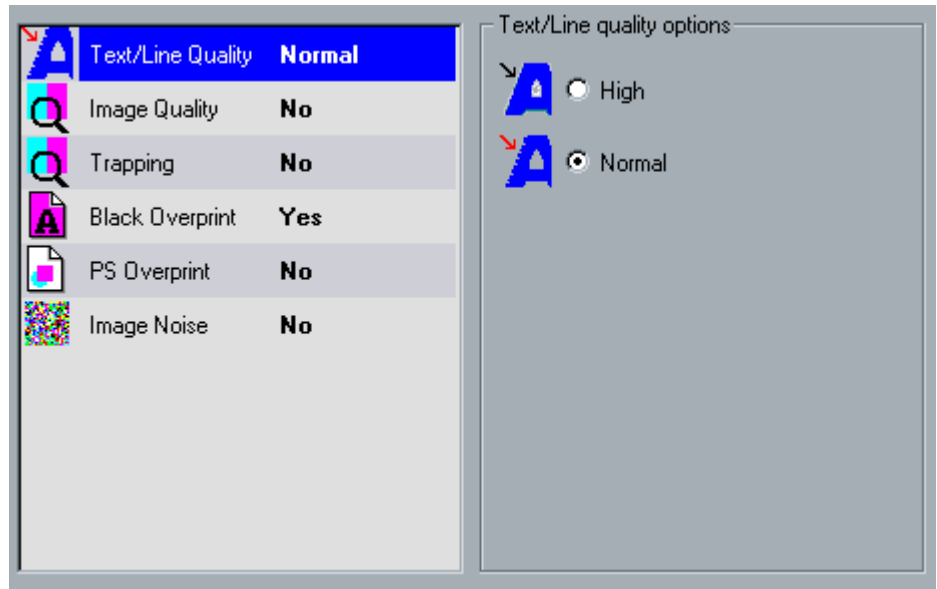 Text/Line Quality Normal
Image Quality No
Trapping No
Black Overprint Yes
PS Overprint No
Image Noise No
Text/Line quality options
High
Normal